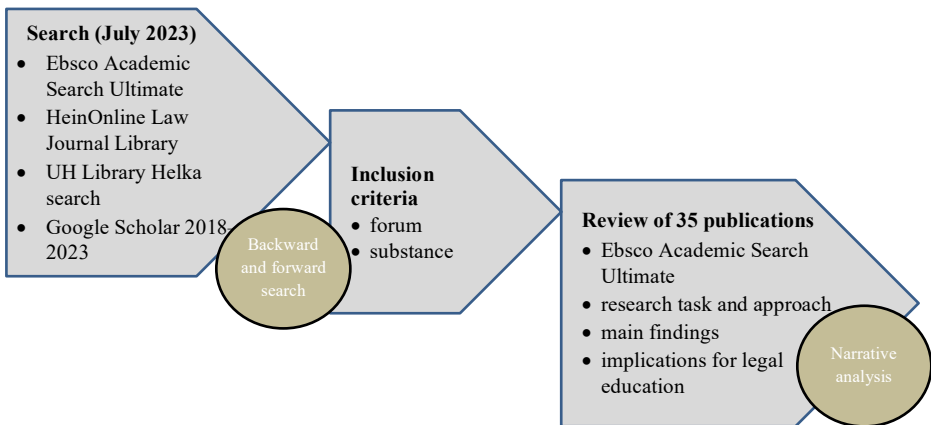 Search (July 2023)
• Ebsco Academic
Search Ultimate
• HeinOnline Law
Journal Library
• UH Library Helka
search
• Google Scholar 2018-
2023
Backward
and forward
search
Inclusion
criteria
• forum
• substance
Review of 35 publications
• Ebsco Academic Search
Ultimate
• research task and approach
• main findings
• implications for legal
education
Narrative
analysis